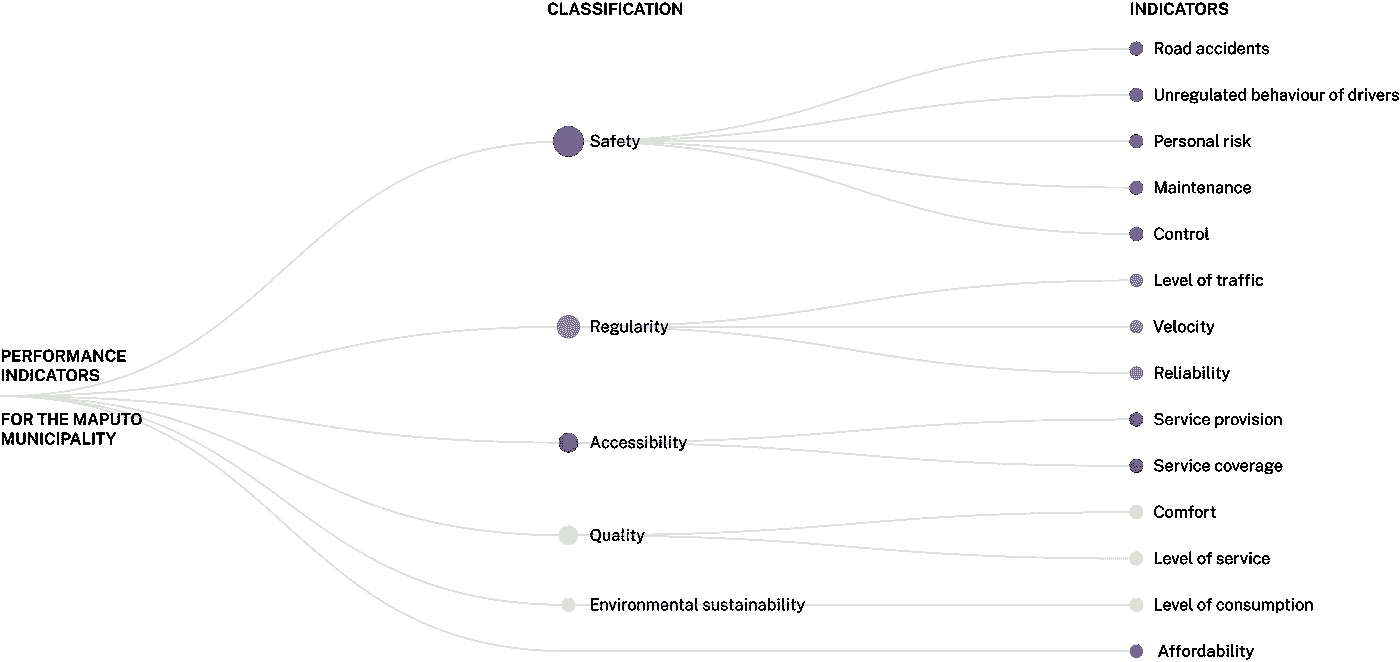 CLASSIFICATION
INDICATORS
Road accidents
Unregulated behaviour of drivers
Safety
Personal risk
Maintenance
Control
Level of traffic
Regularity
Velocity
PERFORMANCE
INDICATORS
FOR THE MAPUTO
MUNICIPALITY
Reliability
Service provision
Accessibility
Service coverage
Comfort
Quality
Level of service
Environmental sustainability
Level of consumption
Affordability